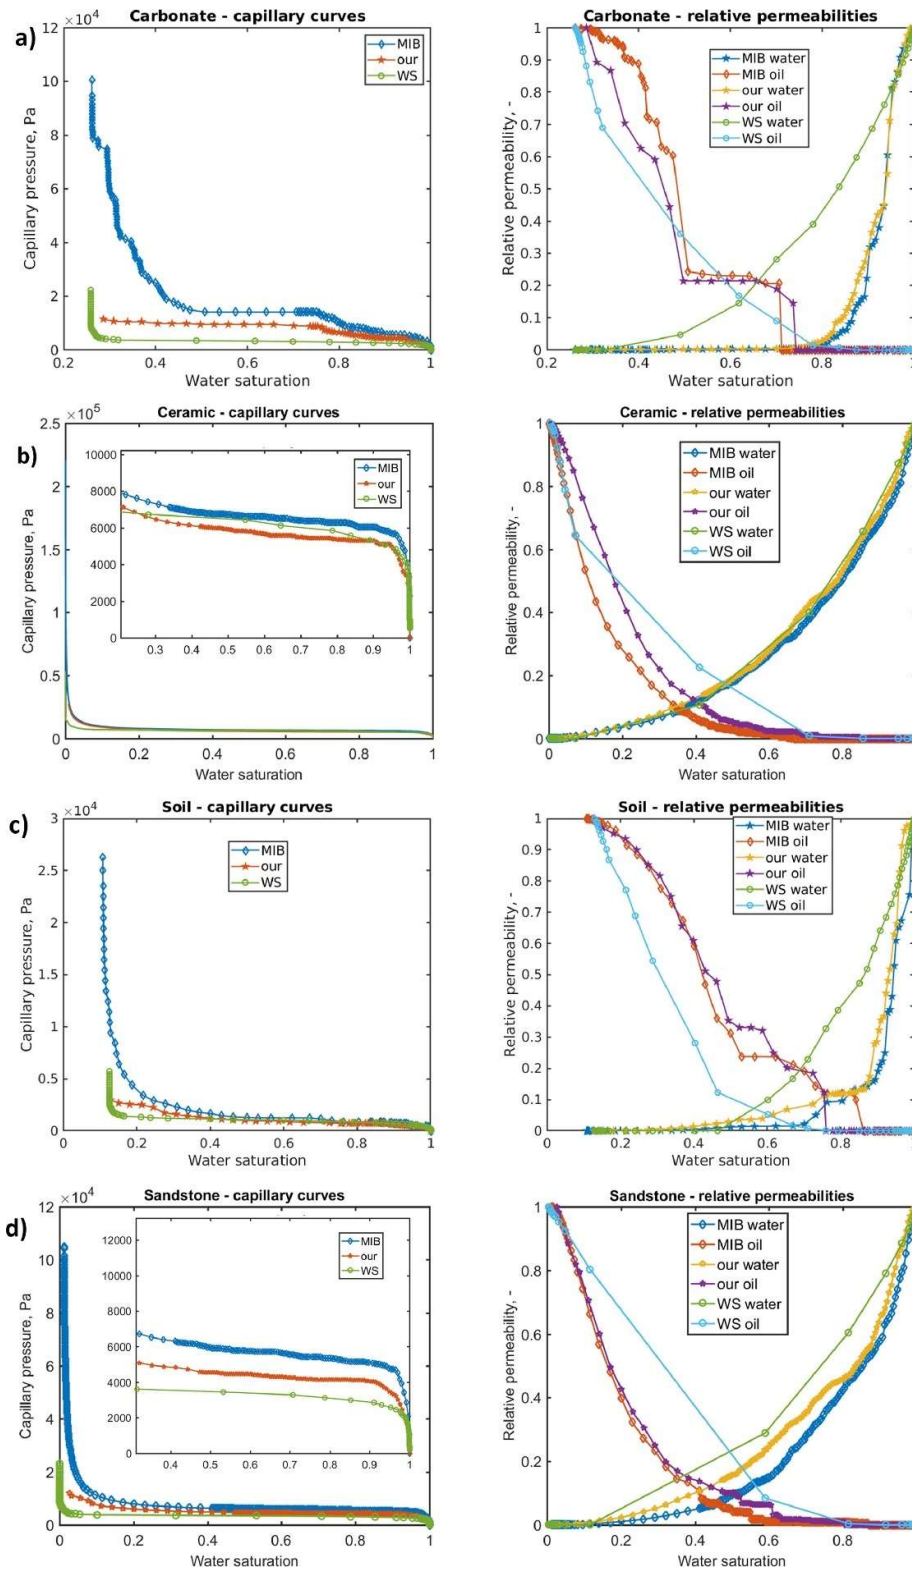 a)
Carbonate - capillary curves
×10⁴
12
10
8
6
4
2
0
0.2
0.4
0.6
0.8
1
Capillary pressure, Pa
Water saturation
MIB
our
WS
Carbonate - relative permeabilities
1
0.9
0.8
0.7
0.6
0.5
0.4
0.3
0.2
0.1
0
0.2
0.4
0.6
0.8
1
Relative permeability, -
Water saturation
MIB water
MIB oil
our water
our oil
WS water
WS oil
b)
Ceramic - capillary curves
×10⁵
2.5
2
1.5
1
0.5
0
0
0.2
0.4
0.6
0.8
1
Capillary pressure, Pa
Water saturation
10000
8000
6000
4000
2000
0
0.3
0.4
0.5
0.6
0.7
0.8
0.9
1
MIB
our
WS
Ceramic - relative permeabilities
1
0.8
0.6
0.4
0.2
0
0
0.2
0.4
0.6
0.8
1
Relative permeability, -
Water saturation
MIB water
MIB oil
our water
our oil
WS water
WS oil
c)
Soil - capillary curves
×10⁴
3
2.5
2
1.5
1
0.5
0
0
0.2
0.4
0.6
0.8
1
Capillary pressure, Pa
Water saturation
MIB
our
WS
Soil - relative permeabilities
1
0.9
0.8
0.7
0.6
0.5
0.4
0.3
0.2
0.1
0
0
0.2
0.4
0.6
0.8
1
Relative permeability, -
Water saturation
MIB water
MIB oil
our water
our oil
WS water
WS oil
d)
Sandstone - capillary curves
×10⁴
12
10
8
6
4
2
0
0
0.2
0.4
0.6
0.8
1
Capillary pressure, Pa
Water saturation
12000
10000
8000
6000
4000
2000
0
0.4
0.5
0.6
0.7
0.8
0.9
1
MIB
our
WS
Sandstone - relative permeabilities
1
0.8
0.6
0.4
0.2
0
0
0.2
0.4
0.6
0.8
1
Relative permeability, -
Water saturation
MIB water
MIB oil
our water
our oil
WS water
WS oil